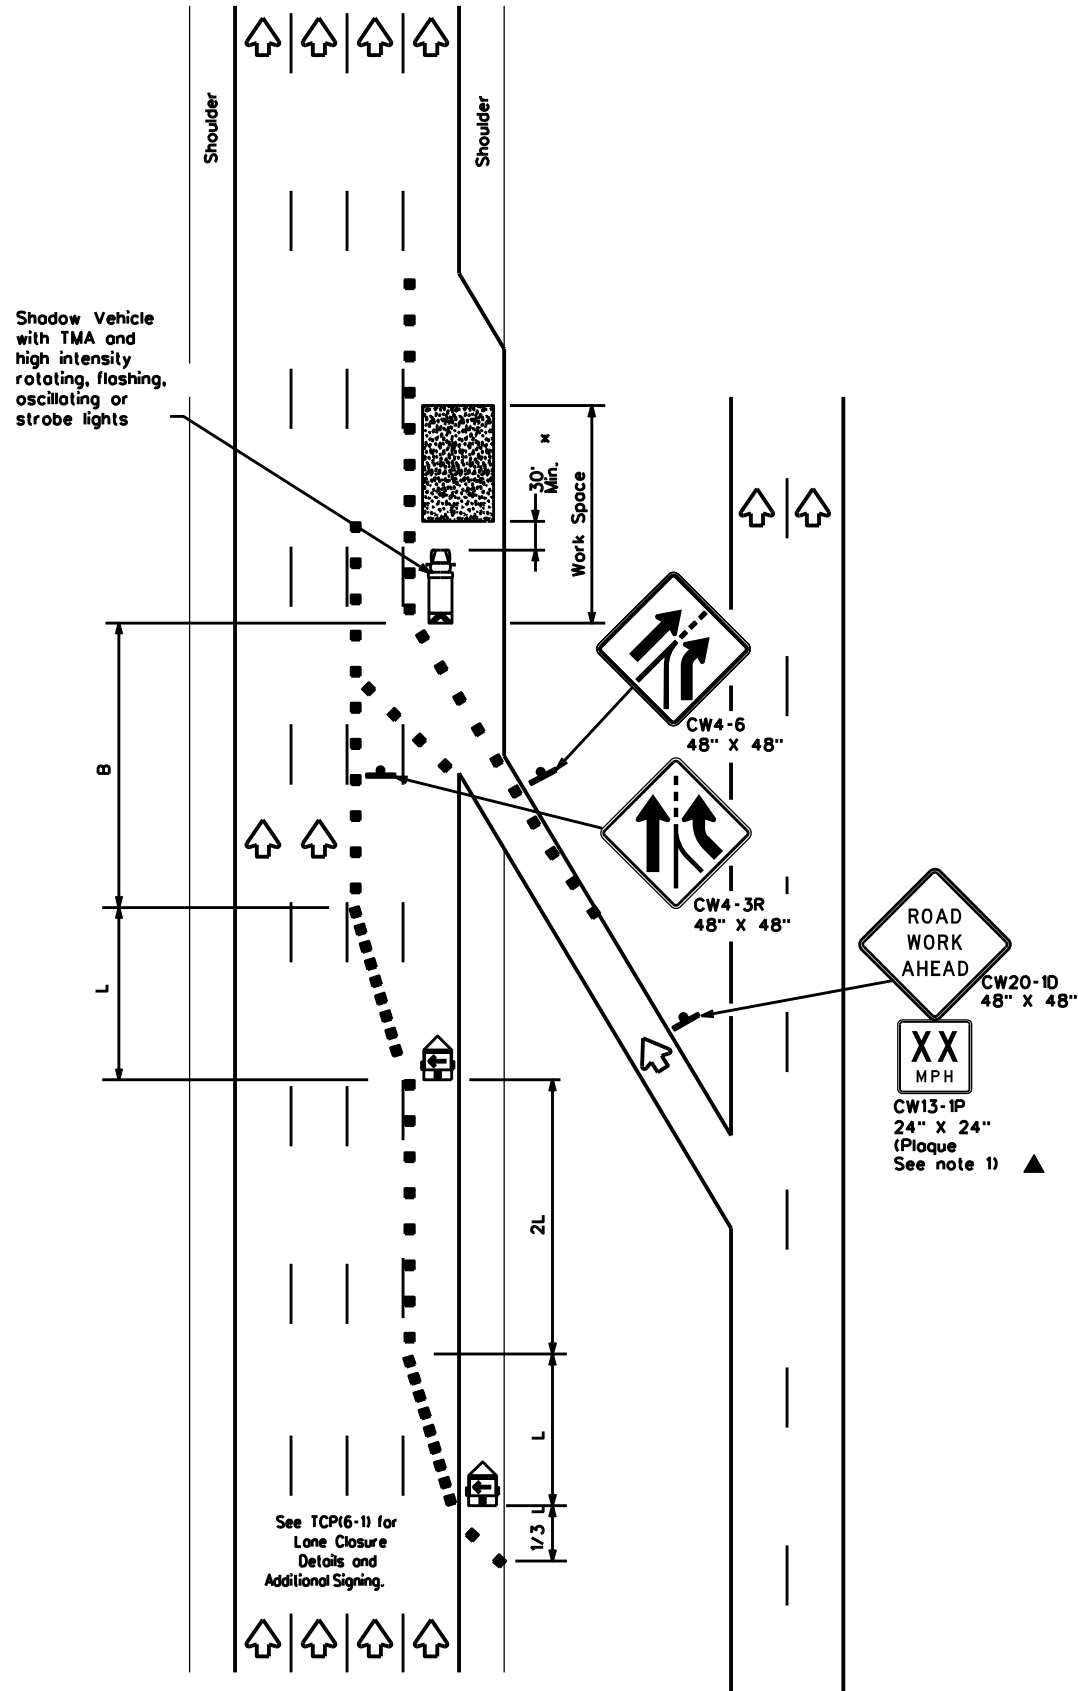 Shoulder
Shoulder
Shadow Vehicle
with TMA and
high intensity
rotating, flashing,
oscillating or
strobe lights
30'
Min.
x
Work Space
CW4-6
48" X 48"
B
CW4-3R
48" X 48"
ROAD
WORK
AHEAD
CW20-1D
48" X 48"
L
XX
MPH
CW13-1P
24" X 24"
(Plaque
See note 1)
2L
L
1/3 L
See TCP(6-1) for
Lane Closure
Details and
Additional Signing.